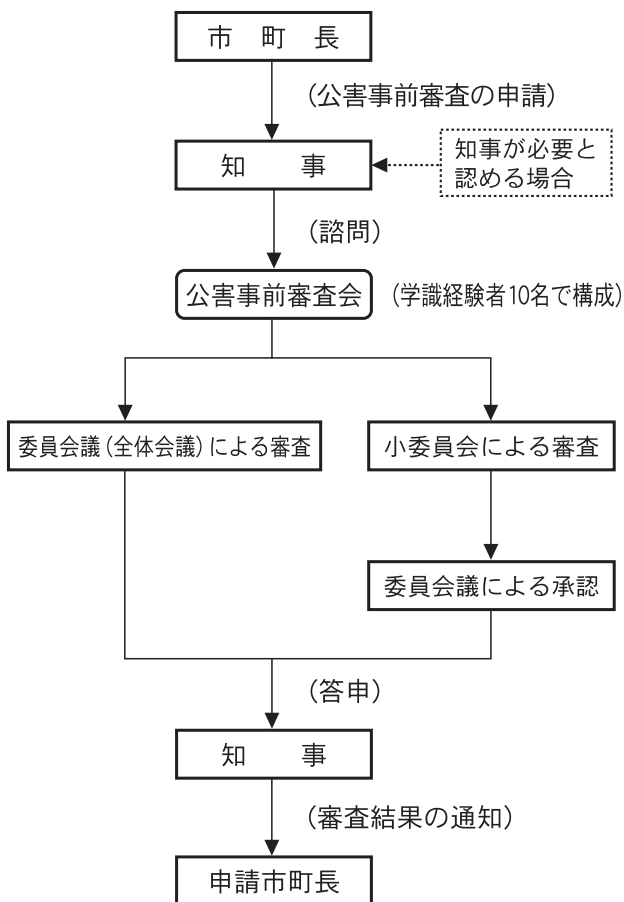 市　町　長
（公害事前審査の申請）
知　　事
知事が必要と
認める場合
（諮問）
公害事前審査会
（学識経験者10名で構成）
委員会議（全体会議）による審査
小委員会による審査
委員会議による承認
（答申）
知　　事
（審査結果の通知）
申請市町長